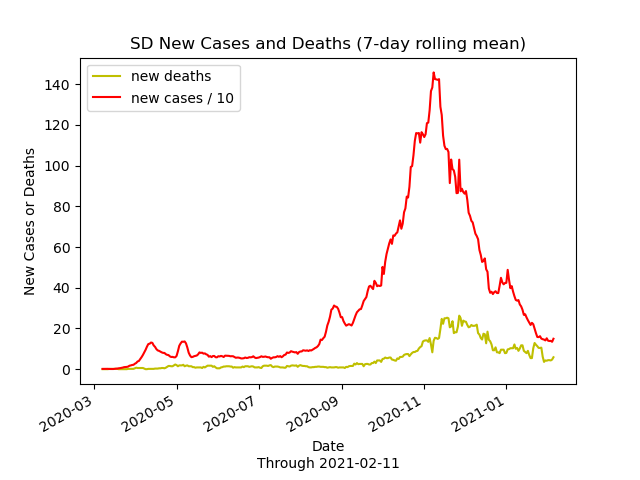 SD New Cases and Deaths (7-day rolling mean)
new deaths
new cases / 10
140
120
100
80
60
40
20
0
New Cases or Deaths
2020-03
2020-05
2020-07
2020-09
2020-11
2021-01
Date
Through 2021-02-11